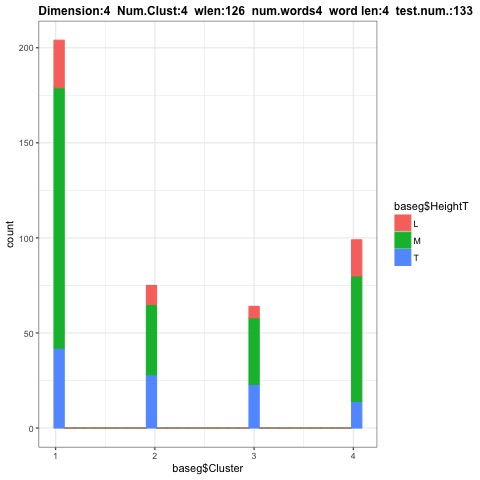 Dimension:4  Num.Clust:4  wlen:126  num.words4  word len:4  test.num.:133
200
150
100
50
0
count
1 2 3 4
baseg$Cluster
baseg$HeightT
L
M
T